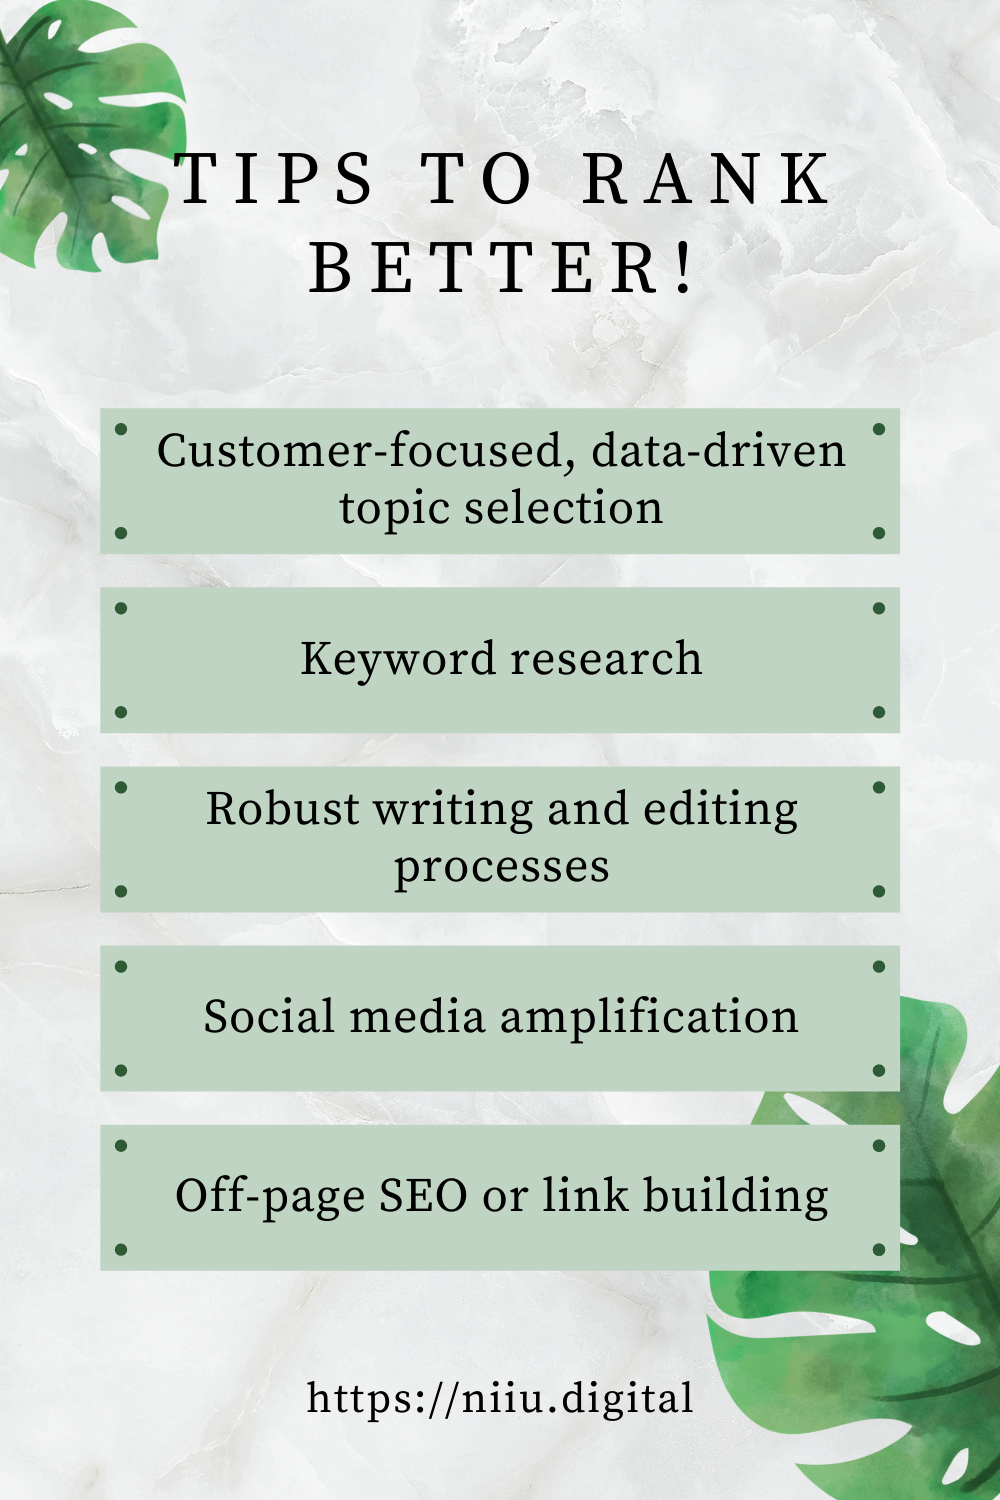 TIPS TO RANK
BETTER!
Customer-focused, data-driven
topic selection
Keyword research
Robust writing and editing
processes
Social media amplification
Off-page SEO or link building
https://niiu.digital